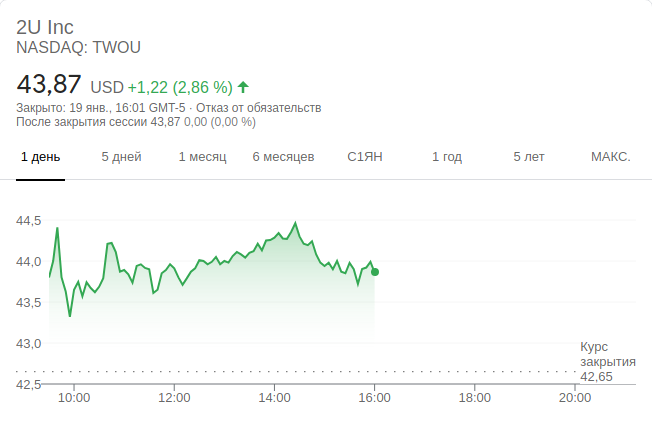 2U Inc
NASDAQ: TWOU
43,87 USD +1,22 (2,86 %)
Закрыто: 19 янв., 16:01 GMT-5 · Отказ от обязательств
После закрытия сессии 43,87 0,00 (0,00 %)
1 день 5 дней 1 месяц 6 месяцев С1ЯН 1 год 5 лет МАКС.
44,5
44,0
43,5
43,0
Курс
закрытия
42,65
42,5
10:00 12:00 14:00 16:00 18:00 20:00